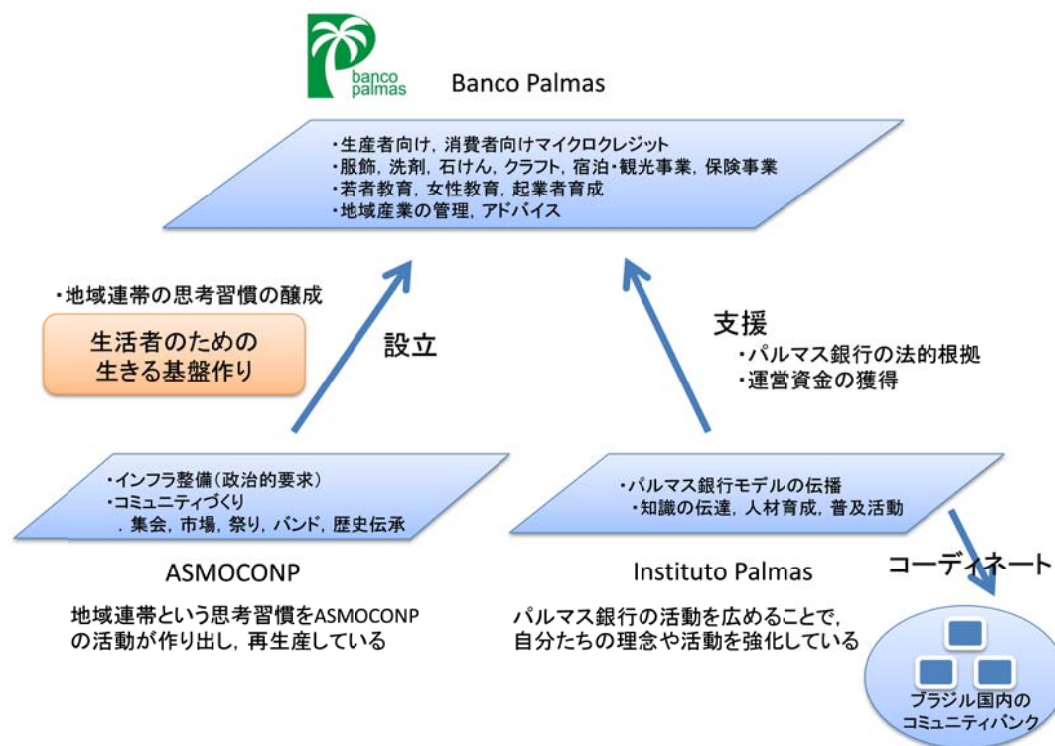 banco
palmas
Banco Palmas
・生産者向け, 消費者向けマイクロクレジット
・服飾, 洗剤, 石けん, クラフト, 宿泊・観光事業, 保険事業
・若者教育, 女性教育, 起業者育成
・地域産業の管理, アドバイス
・地域連帯の思考習慣の醸成
生活者のための
生きる基盤作り
設立
支援
・パルマス銀行の法的根拠
・運営資金の獲得
・インフラ整備(政治的要求)
・コミュニティづくり
. 集会, 市場, 祭り, バンド, 歴史伝承
ASMOCONP
地域連帯という思考習慣をASMOCONP
の活動が作り出し, 再生産している
・パルマス銀行モデルの伝播
・知識の伝達, 人材育成, 普及活動
Instituto Palmas
パルマス銀行の活動を広めることで,
自分たちの理念や活動を強化している
コーディネート
ブラジル国内の
コミュニティバンク